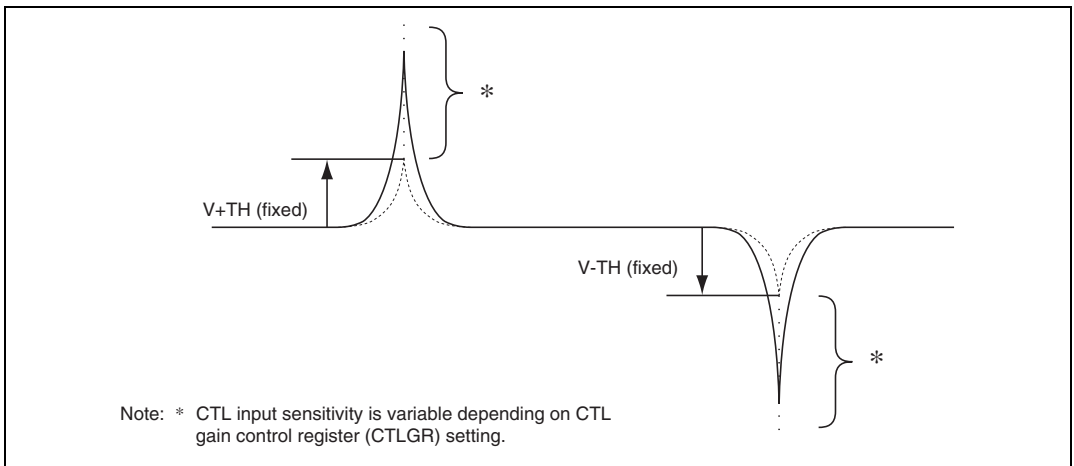 *
V+TH (fixed)
V-TH (fixed)
*
Note: * CTL input sensitivity is variable depending on CTL
gain control register (CTLGR) setting.